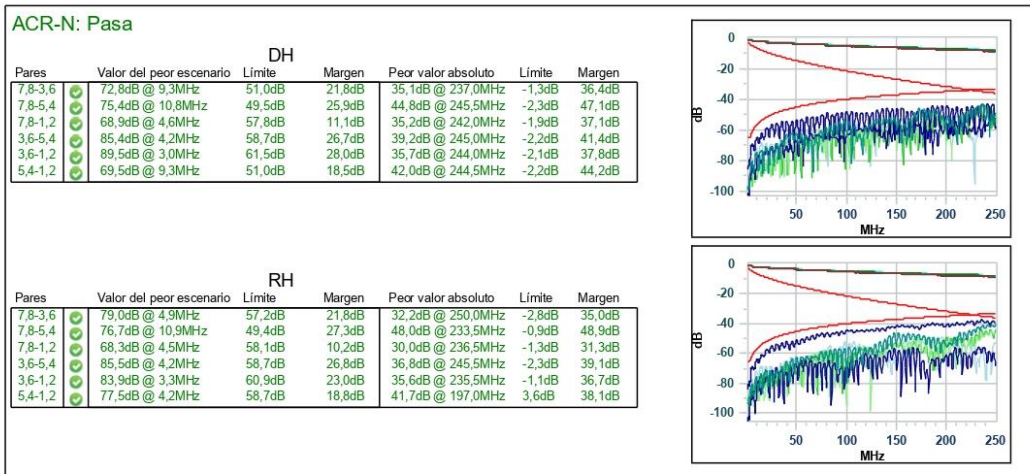 ACR-N: Pasa
DH
Pares Valor del peor escenario Límite Margen Peor valor absoluto Límite Margen
7,8-3,6 72,8dB @ 9,3MHz 51,0dB 21,8dB 35,1dB @ 237,0MHz -1,3dB 36,4dB
7,8-5,4 75,4dB @ 10,8MHz 49,5dB 25,9dB 44,8dB @ 245,5MHz -2,3dB 47,1dB
7,8-1,2 68,9dB @ 4,6MHz 57,8dB 11,1dB 35,2dB @ 242,0MHz -1,9dB 37,1dB
3,6-5,4 85,4dB @ 4,2MHz 58,7dB 26,7dB 39,2dB @ 245,0MHz -2,2dB 41,4dB
3,6-1,2 89,5dB @ 3,0MHz 61,5dB 28,0dB 35,7dB @ 244,0MHz -2,1dB 37,8dB
5,4-1,2 69,5dB @ 9,3MHz 51,0dB 18,5dB 42,0dB @ 244,5MHz -2,2dB 44,2dB
0
-20
-40
-60
-80
-100
dB
50 100 150 200 250
MHz
RH
Pares Valor del peor escenario Límite Margen Peor valor absoluto Límite Margen
7,8-3,6 79,0dB @ 4,9MHz 57,2dB 21,8dB 32,2dB @ 250,0MHz -2,8dB 35,0dB
7,8-5,4 76,7dB @ 10,9MHz 49,4dB 27,3dB 48,0dB @ 233,5MHz -0,9dB 48,9dB
7,8-1,2 68,3dB @ 4,5MHz 58,1dB 10,2dB 30,0dB @ 236,5MHz -1,3dB 31,3dB
3,6-5,4 85,5dB @ 4,2MHz 58,7dB 26,8dB 36,8dB @ 245,5MHz -2,3dB 39,1dB
3,6-1,2 83,9dB @ 3,3MHz 60,9dB 23,0dB 35,6dB @ 235,5MHz -1,1dB 36,7dB
5,4-1,2 77,5dB @ 4,2MHz 58,7dB 18,8dB 41,7dB @ 197,0MHz 3,6dB 38,1dB
0
-20
-40
-60
-80
-100
dB
50 100 150 200 250
MHz